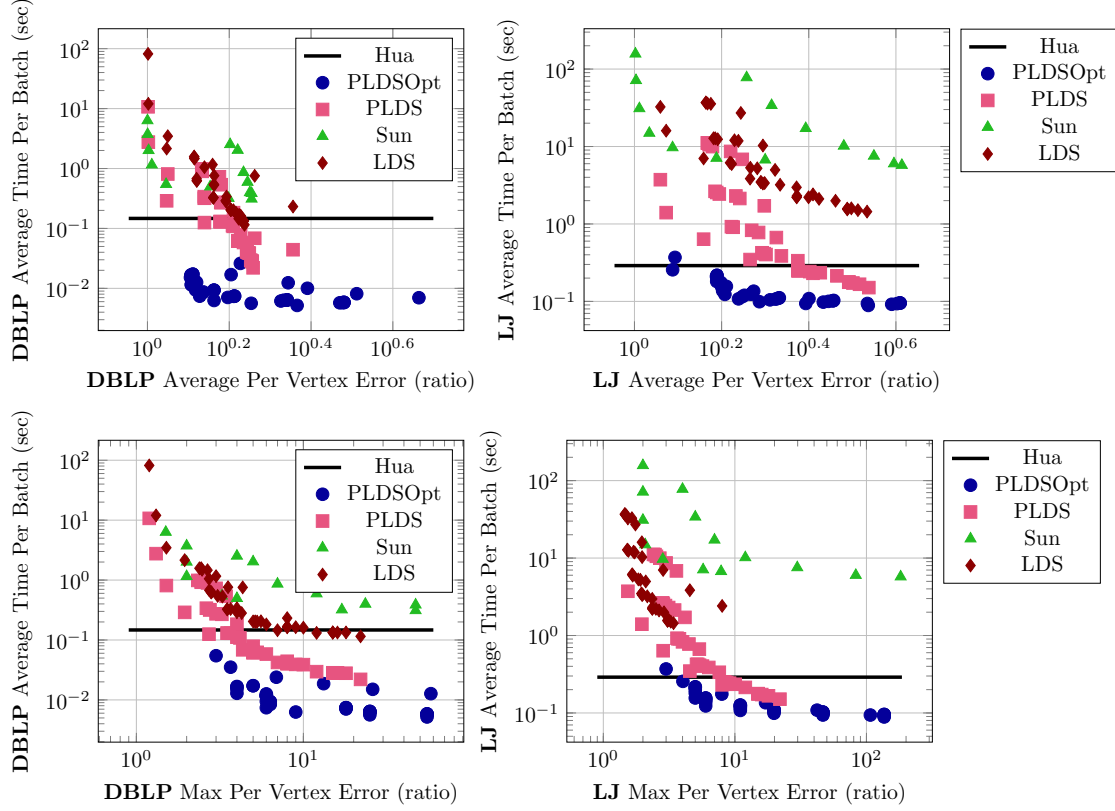 DBLP Average Time Per Batch (sec)
10^2
10^1
10^0
10^−1
10^−2
10^0
10^0.2
10^0.4
10^0.6
DBLP Average Per Vertex Error (ratio)
Hua
PLDSOpt
PLDS
Sun
LDS
LJ Average Time Per Batch (sec)
10^2
10^1
10^0
10^−1
10^0
10^0.2
10^0.4
10^0.6
LJ Average Per Vertex Error (ratio)
Hua
PLDSOpt
PLDS
Sun
LDS
DBLP Average Time Per Batch (sec)
10^2
10^1
10^0
10^−1
10^−2
10^0
10^1
DBLP Max Per Vertex Error (ratio)
Hua
PLDSOpt
PLDS
Sun
LDS
LJ Average Time Per Batch (sec)
10^2
10^1
10^0
10^−1
10^0
10^1
10^2
LJ Max Per Vertex Error (ratio)
Hua
PLDSOpt
PLDS
Sun
LDS